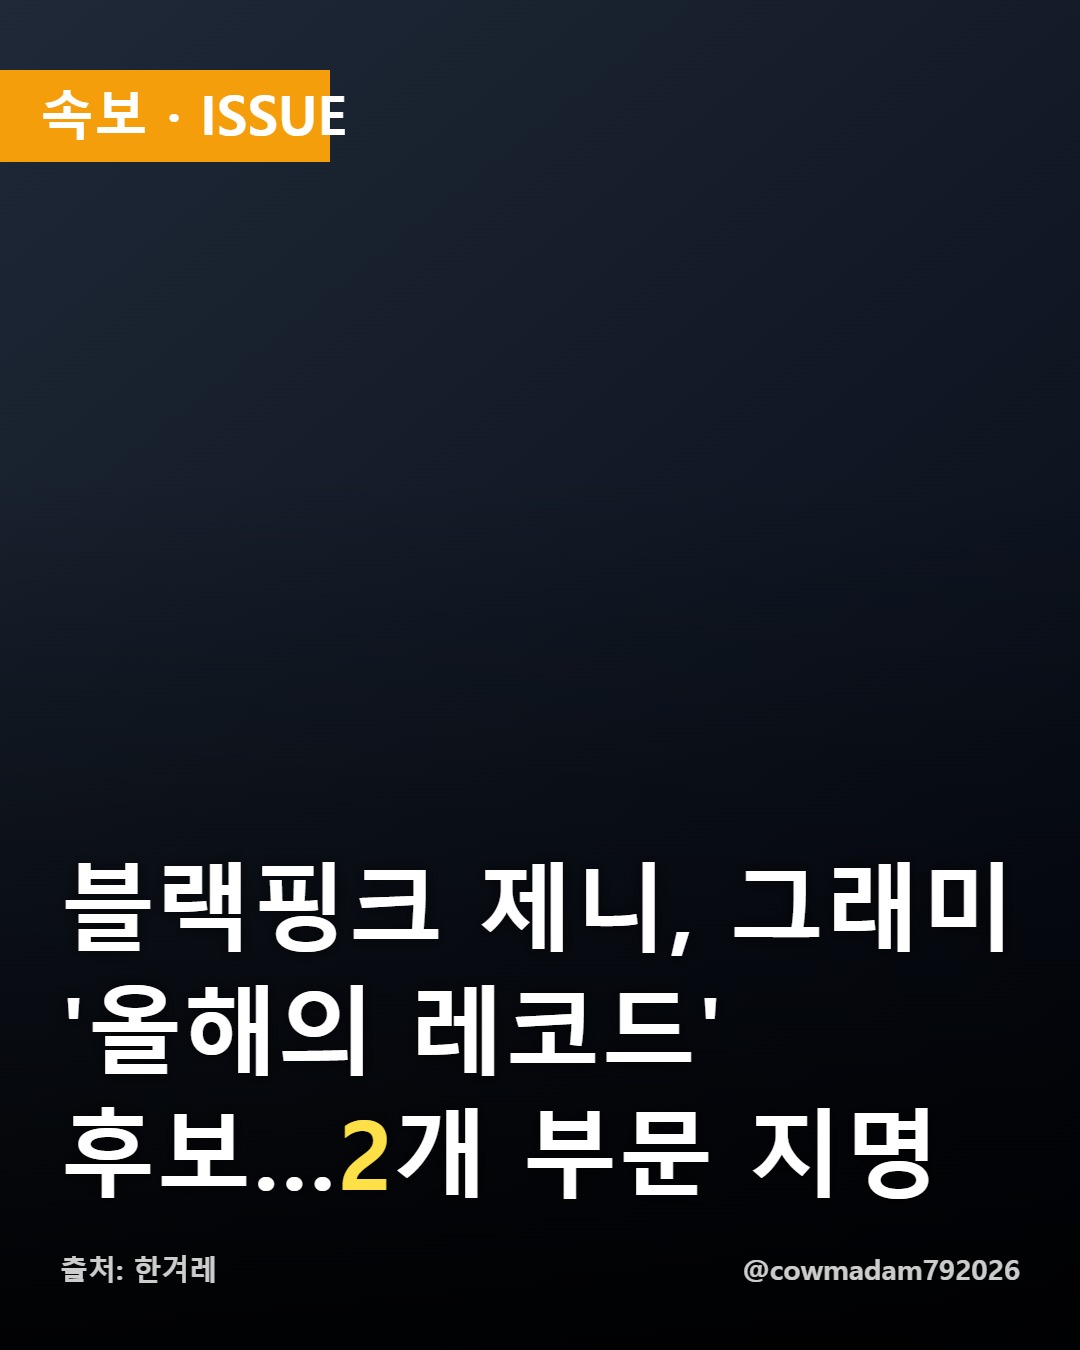 속보 · ISSUE
블랙핑크 제니, 그래미
'올해의 레코드'
후보...2개 부문 지명
출처: 한겨레
@cowmadam792026